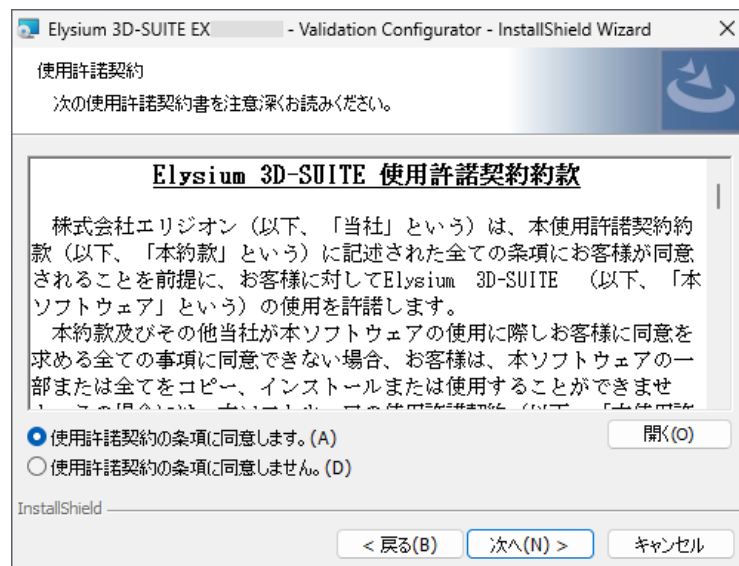 Elysium 3D-SUITE EX - Validation Configurator - InstallShield Wizard
使用許諾契約
次の使用許諾契約書を注意深くお読みください。
Elysium 3D-SUITE 使用許諾契約約款
株式会社エリジオン（以下、「当社」という）は、本使用許諾契約約
款（以下、「本約款」という）に記述された全ての条項にお客様が同意
されることを前提に、お客様に対してElysium 3D-SUITE （以下、「本
ソフトウェア」という）の使用を許諾します。
本約款及びその他当社が本ソフトウェアの使用に際しお客様に同意を
求める全ての事項に同意できない場合、お客様は、本ソフトウェアの一
部または全てをコピー、インストールまたは使用することができませ
使用許諾契約の条項に同意します。(A)
開く(O)
使用許諾契約の条項に同意しません。(D)
InstallShield
< 戻る(B)
次へ(N) >
キャンセル